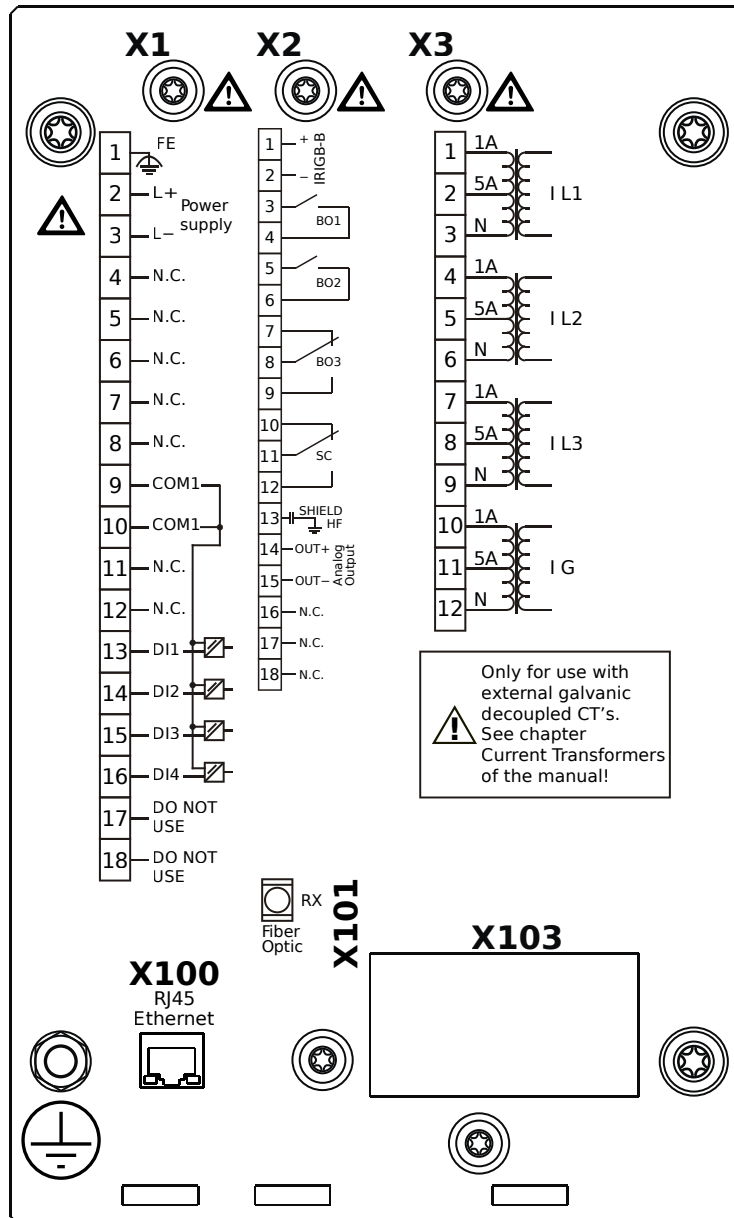 X1
X2
X3
1
FE
2
L+
Power
supply
3
L−
4
N.C.
5
N.C.
6
N.C.
7
N.C.
8
N.C.
9
COM1
10
COM1
11
N.C.
12
N.C.
13
DI1
14
DI2
15
DI3
16
DI4
17
DO NOT
USE
18
DO NOT
USE
1
+
2
−
IRIGB-B
3
BO1
4
5
BO2
6
7
8
BO3
9
10
11
SC
12
13
SHIELD
HF
14
OUT+
15
OUT−
Analog
Output
16
N.C.
17
N.C.
18
N.C.
1
1A
2
5A
I L1
3
N
4
1A
5
5A
I L2
6
N
7
1A
8
5A
I L3
9
N
10
1A
11
5A
I G
12
N
Only for use with
external galvanic
decoupled CT's.
See chapter
Current Transformers
of the manual!
RX
Fiber
Optic
X101
X103
X100
RJ45
Ethernet